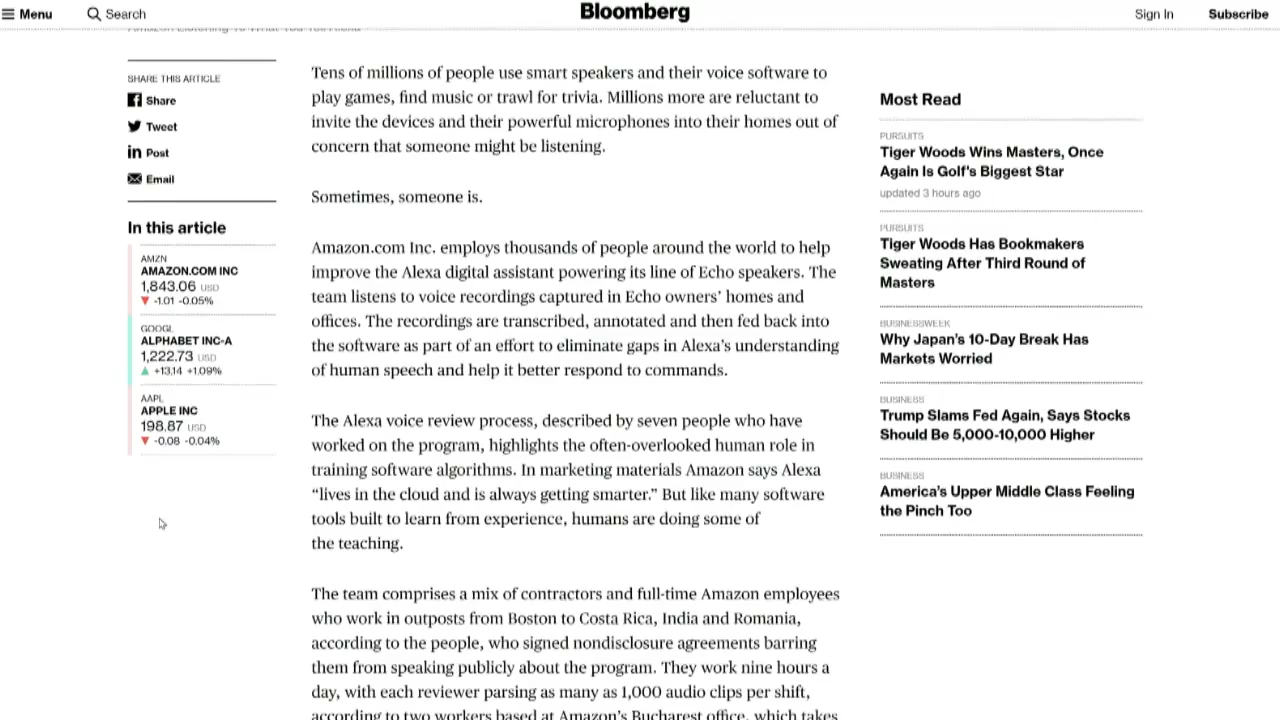 Menu
Search
Bloomberg
Sign In
Subscribe
SHARE THIS ARTICLE
Share
Tweet
Post
Email
In this article
AMZN
AMAZON.COM INC
1,843.06 USD
▼ -1.01 -0.05%
GOOGL
ALPHABET INC-A
1,222.73 USD
▲ +13.14 +1.09%
AAPL
APPLE INC
198.87 USD
▼ -0.08 -0.04%
Tens of millions of people use smart speakers and their voice software to
play games, find music or trawl for trivia. Millions more are reluctant to
invite the devices and their powerful microphones into their homes out of
concern that someone might be listening.
Sometimes, someone is.
Amazon.com Inc. employs thousands of people around the world to help
improve the Alexa digital assistant powering its line of Echo speakers. The
team listens to voice recordings captured in Echo owners’ homes and
offices. The recordings are transcribed, annotated and then fed back into
the software as part of an effort to eliminate gaps in Alexa’s understanding
of human speech and help it better respond to commands.
The Alexa voice review process, described by seven people who have
worked on the program, highlights the often-overlooked human role in
training software algorithms. In marketing materials Amazon says Alexa
“lives in the cloud and is always getting smarter.” But like many software
tools built to learn from experience, humans are doing some of
the teaching.
The team comprises a mix of contractors and full-time Amazon employees
who work in outposts from Boston to Costa Rica, India and Romania,
according to the people, who signed nondisclosure agreements barring
them from speaking publicly about the program. They work nine hours a
day, with each reviewer parsing as many as 1,000 audio clips per shift,
according to two workers based at Amazon’s Bucharest office, which takes
Most Read
PURSUITS
Tiger Woods Wins Masters, Once
Again Is Golf's Biggest Star
updated 3 hours ago
PURSUITS
Tiger Woods Has Bookmakers
Sweating After Third Round of
Masters
BUSINESSWEEK
Why Japan's 10-Day Break Has
Markets Worried
BUSINESS
Trump Slams Fed Again, Says Stocks
Should Be 5,000-10,000 Higher
BUSINESS
America's Upper Middle Class Feeling
the Pinch Too